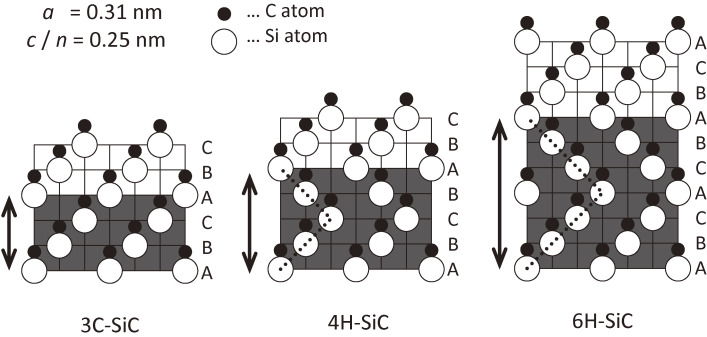 a = 0.31 nm
c / n = 0.25 nm
... C atom
... Si atom
C
B
A
C
B
A
3C-SiC
C
B
A
B
C
B
A
4H-SiC
A
C
B
A
B
C
A
C
B
A
6H-SiC